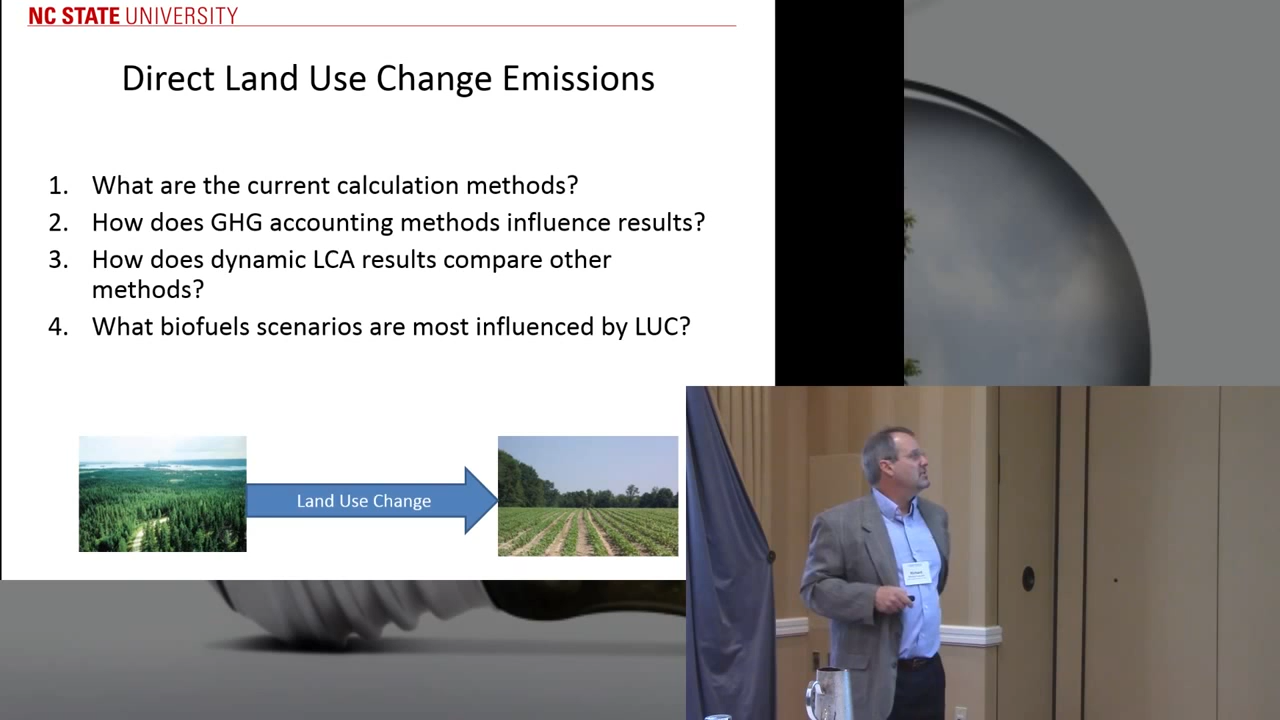 NC STATE UNIVERSITY
Direct Land Use Change Emissions
1. What are the current calculation methods?
2. How does GHG accounting methods influence results?
3. How does dynamic LCA results compare other
methods?
4. What biofuels scenarios are most influenced by LUC?
Land Use Change